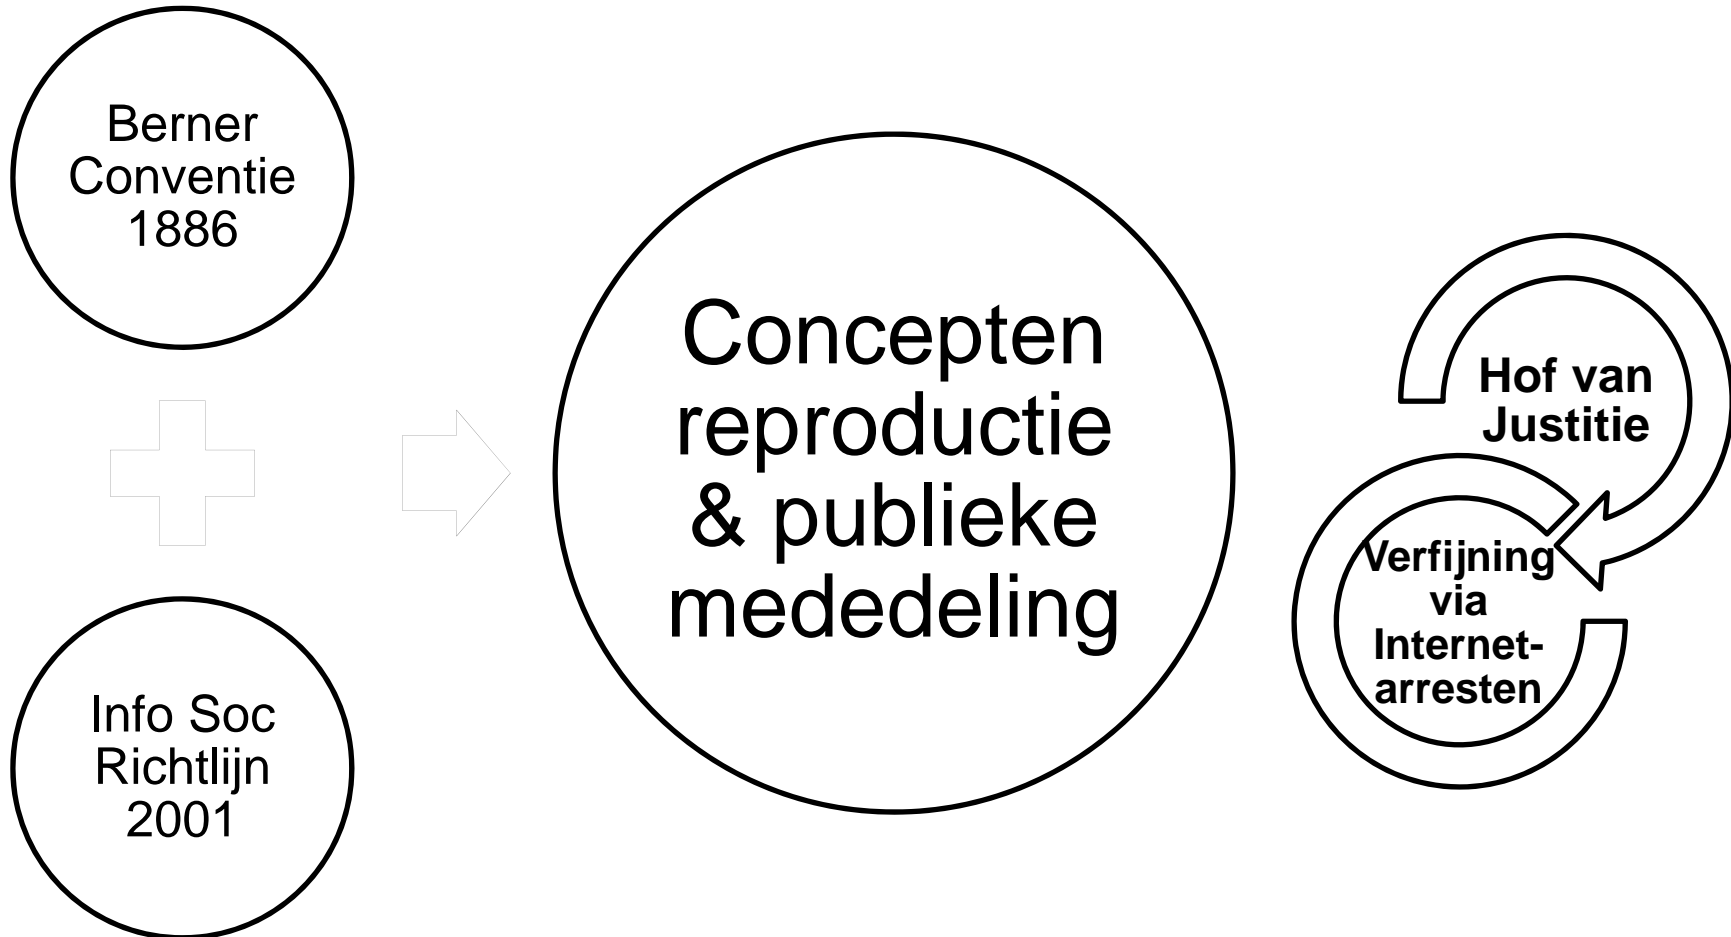 Berner
Conventie
1886
Info Soc
Richtlijn
2001
Concepten
reproductie
& publieke
mededeling
Hof van
Justitie
Verfijning
via
Internet-
arresten